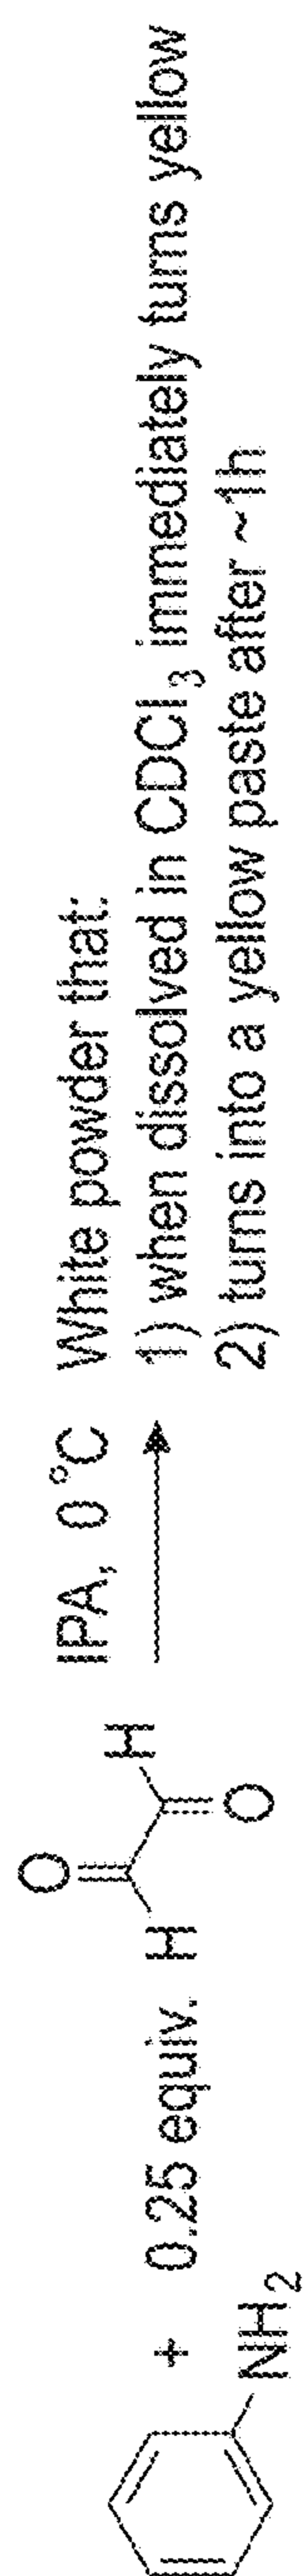 NH2
+ 0.25 equiv.
O
H
H
O
IPA, 0 °C
White powder that:
1) when dissolved in CDCl3 immediately turns yellow
2) turns into a yellow paste after ~1h